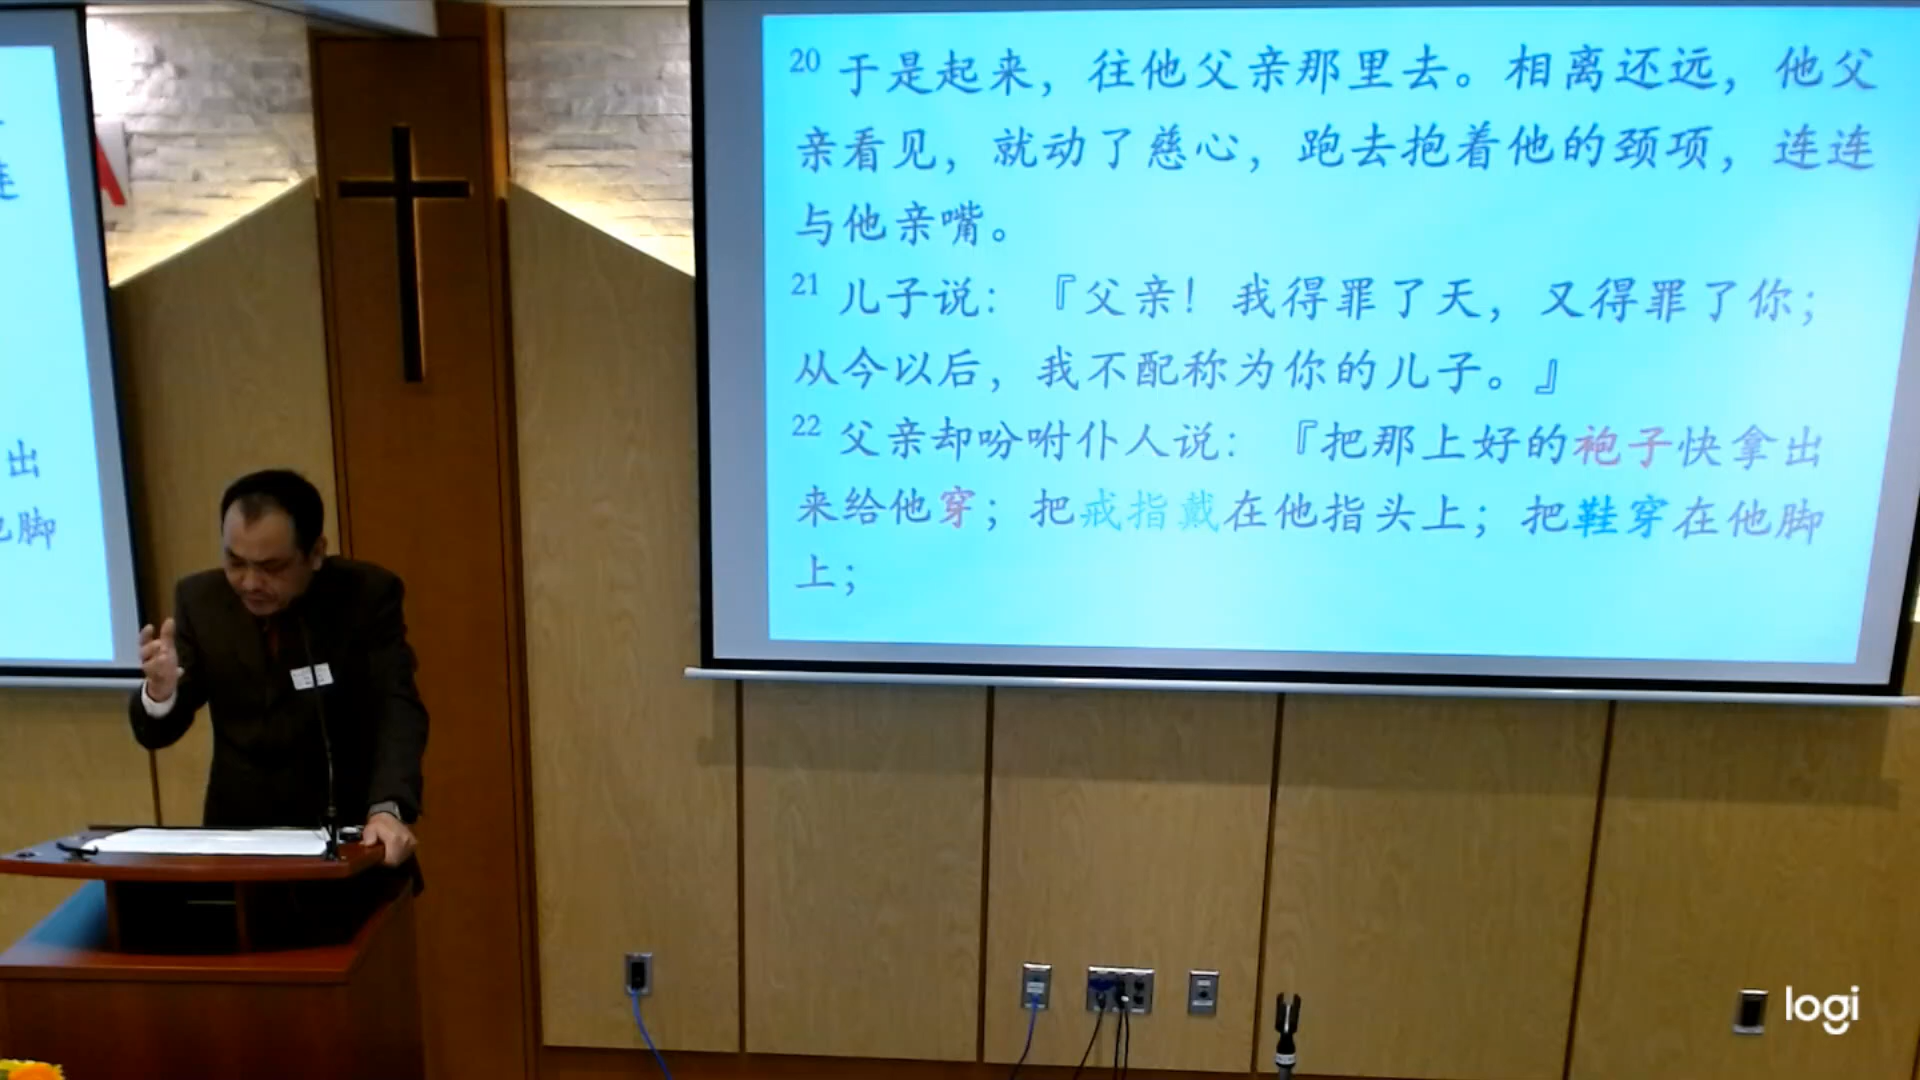 20 于是起来，往他父亲那里去。相离还远，他父
亲看见，就动了慈心，跑去抱着他的颈项，连连
与他亲嘴。
21 儿子说：『父亲！我得罪了天，又得罪了你；
从今以后，我不配称为你的儿子。』
22 父亲却吩咐仆人说：『把那上好的袍子快拿出
来给他穿；把戒指戴在他指头上；把鞋穿在他脚
上；
连
出
他脚
logi